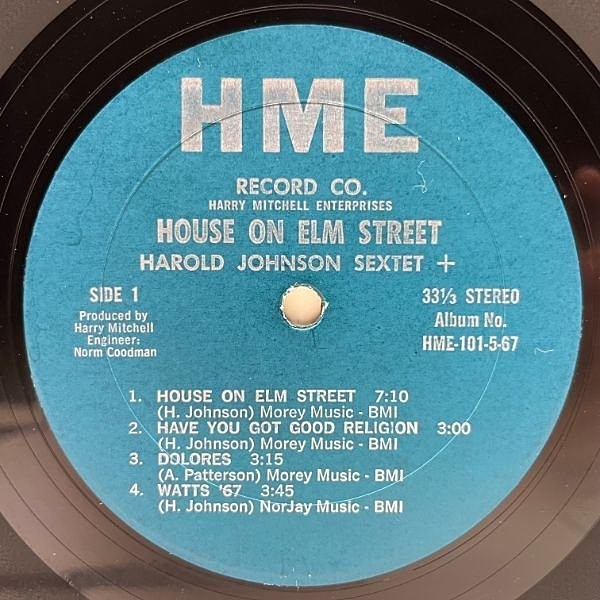 HME
RECORD CO.
HARRY MITCHELL ENTERPRISES
HOUSE ON ELM STREET
HAROLD JOHNSON SEXTET +
SIDE 1
Produced by
Harry Mitchell
Engineer:
Norm Coodman
33⅓ STEREO
Album No.
HME-101-5-67
1. HOUSE ON ELM STREET 7:10
(H. Johnson) Morey Music - BMI
2. HAVE YOU GOT GOOD RELIGION 3:00
(H. Johnson) Morey Music - BMI
3. DOLORES 3:15
(A. Patterson) Morey Music - BMI
4. WATTS '67 3:45
(H. Johnson) NorJay Music - BMI